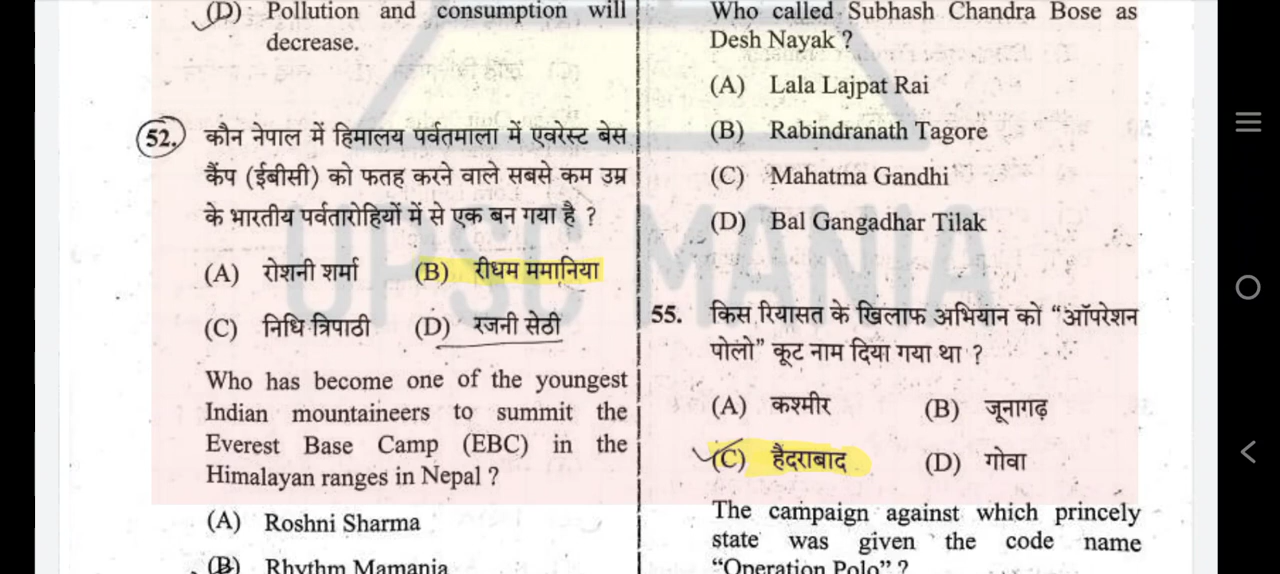 (D) Pollution and consumption will
decrease.
52. कौन नेपाल में हिमालय पर्वतमाला में एवरेस्ट बेस
कैंप (ईबीसी) को फतह करने वाले सबसे कम उम्र
के भारतीय पर्वतारोहियों में से एक बन गया है ?
(A) रोशनी शर्मा (B) रीधम ममानिया
(C) निधि त्रिपाठी (D) रजनी सेठी
Who has become one of the youngest
Indian mountaineers to summit the
Everest Base Camp (EBC) in the
Himalayan ranges in Nepal ?
(A) Roshni Sharma
(B) Rhythm Mamania
Who called Subhash Chandra Bose as
Desh Nayak ?
(A) Lala Lajpat Rai
(B) Rabindranath Tagore
(C) Mahatma Gandhi
(D) Bal Gangadhar Tilak
55. किस रियासत के खिलाफ अभियान को “ऑपरेशन
पोलो” कूट नाम दिया गया था ?
(A) कश्मीर (B) जूनागढ़
(C) हैदराबाद (D) गोवा
The campaign against which princely
state was given the code name
“Operation Polo” ?
UPSC MANIA